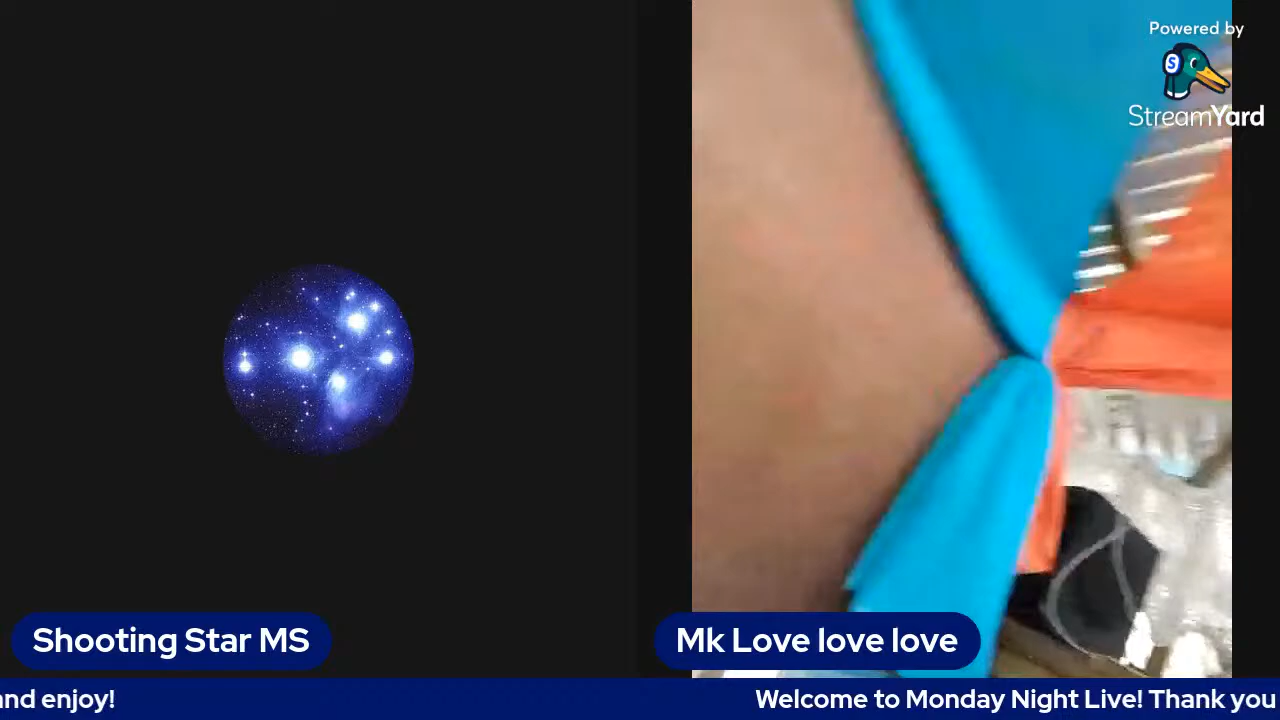 Powered by
StreamYard
Shooting Star MS
Mk Love love love
and enjoy!
Welcome to Monday Night Live! Thank you